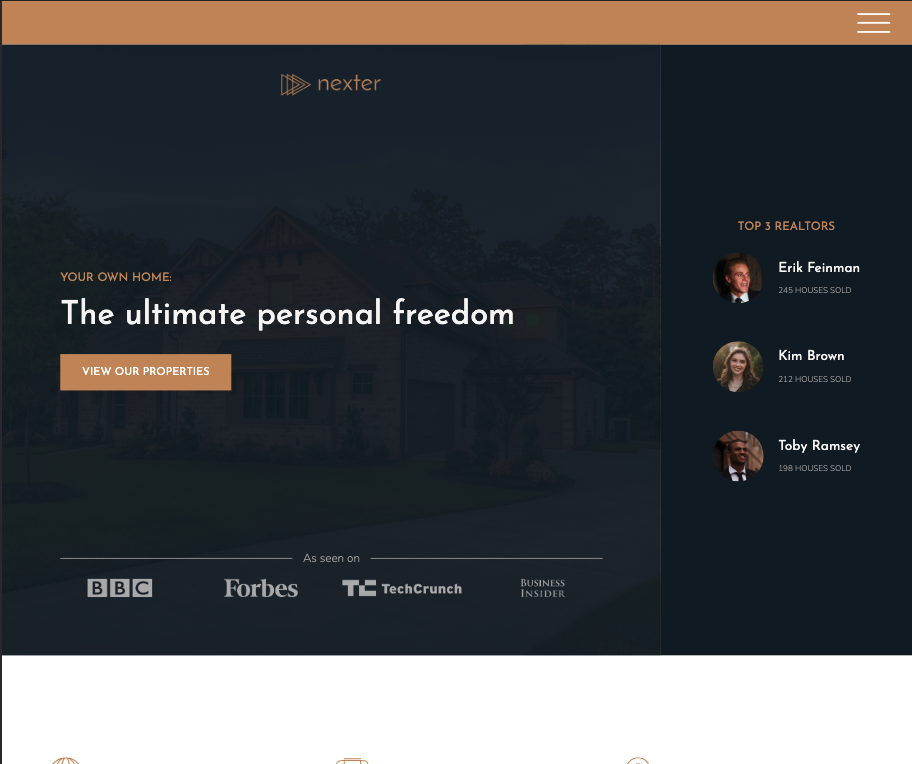 nexter
YOUR OWN HOME:
The ultimate personal freedom
VIEW OUR PROPERTIES
As seen on
BBC
Forbes
TC TechCrunch
BUSINESS
INSIDER
TOP 3 REALTORS
Erik Feinman
245 HOUSES SOLD
Kim Brown
212 HOUSES SOLD
Toby Ramsey
198 HOUSES SOLD